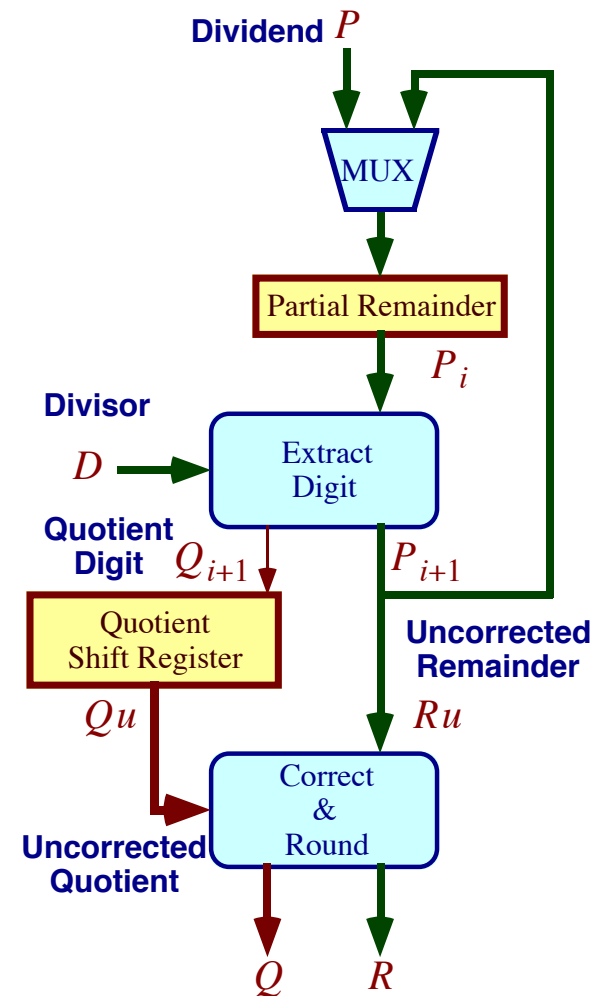 Dividend P
MUX
Partial Remainder
P i
Divisor
D
Extract
Digit
Quotient
Digit
Q i+1
P i+1
Quotient
Shift Register
Uncorrected
Remainder
Qu
Ru
Correct
&
Round
Uncorrected
Quotient
Q
R